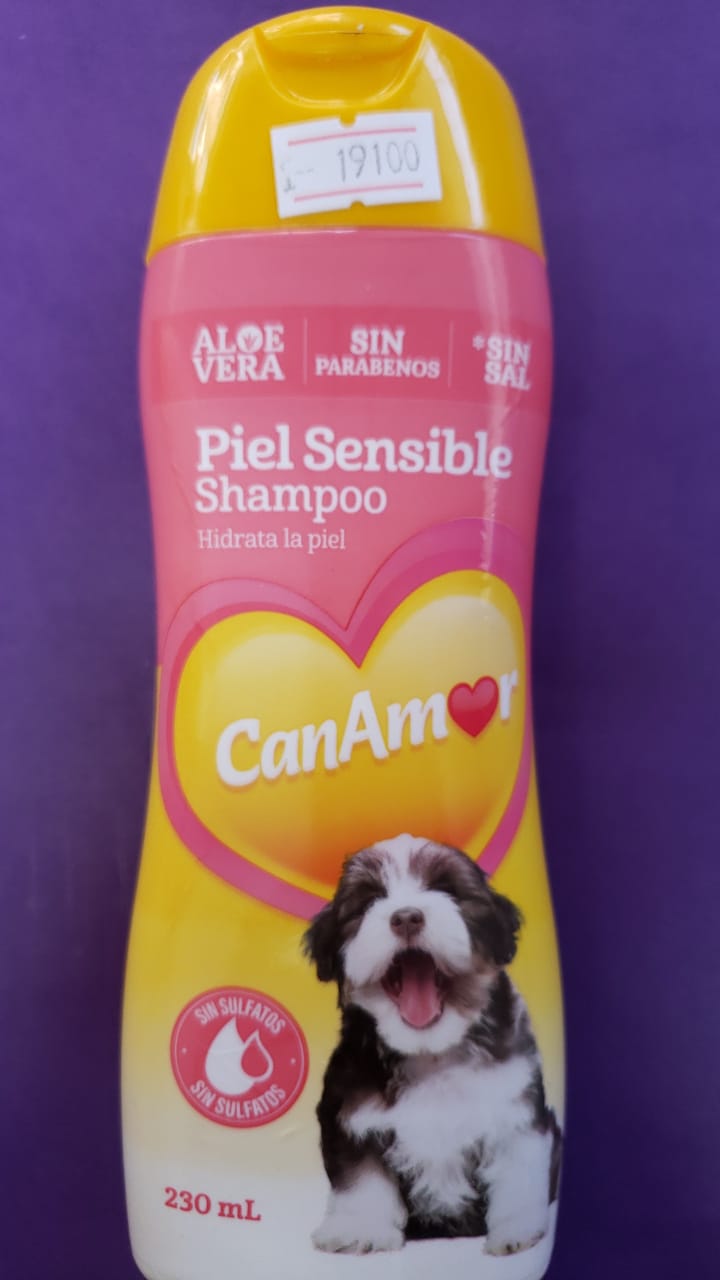 19100
ALOE
VERA
SIN
PARABENOS
*SIN
SAL
Piel Sensible
Shampoo
Hidrata la piel
CanAmor
SIN SULFATOS
SIN SULFATOS
230 mL